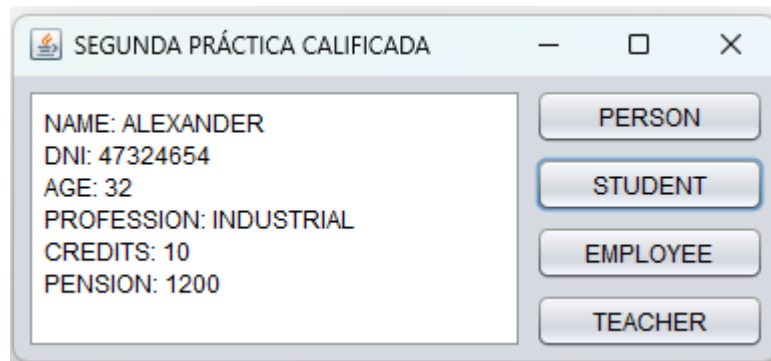 SEGUNDA PRÁCTICA CALIFICADA
NAME: ALEXANDER
DNI: 47324654
AGE: 32
PROFESSION: INDUSTRIAL
CREDITS: 10
PENSION: 1200
PERSON
STUDENT
EMPLOYEE
TEACHER